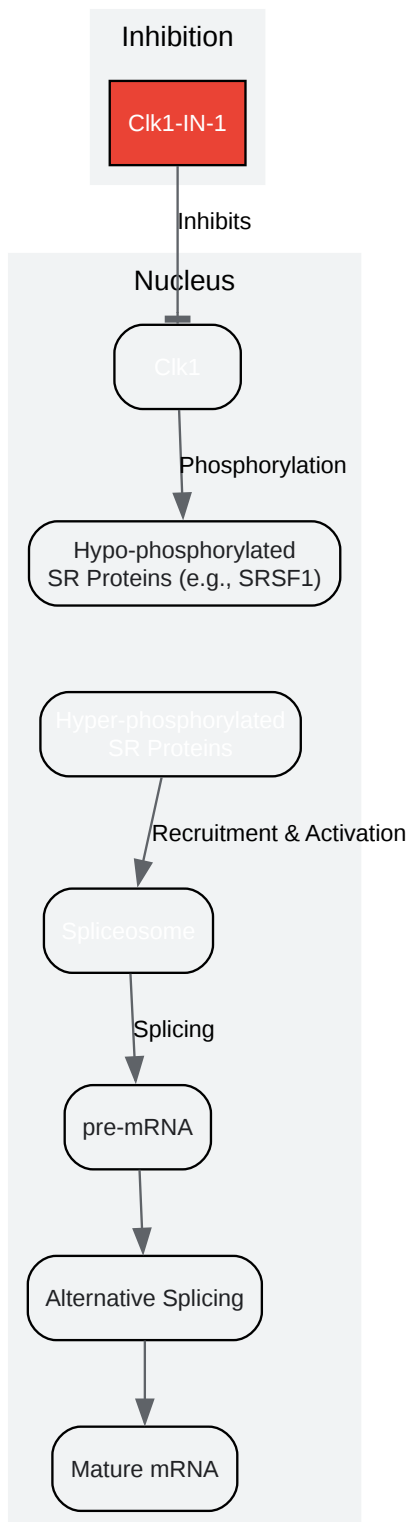 Inhibition
Clk1-IN-1
Inhibits
Nucleus
Clk1
Phosphorylation
Hypo-phosphorylated
SR Proteins (e.g., SRSF1)
Hyper-phosphorylated
SR Proteins
Recruitment & Activation
Spliceosome
Splicing
pre-mRNA
Alternative Splicing
Mature mRNA